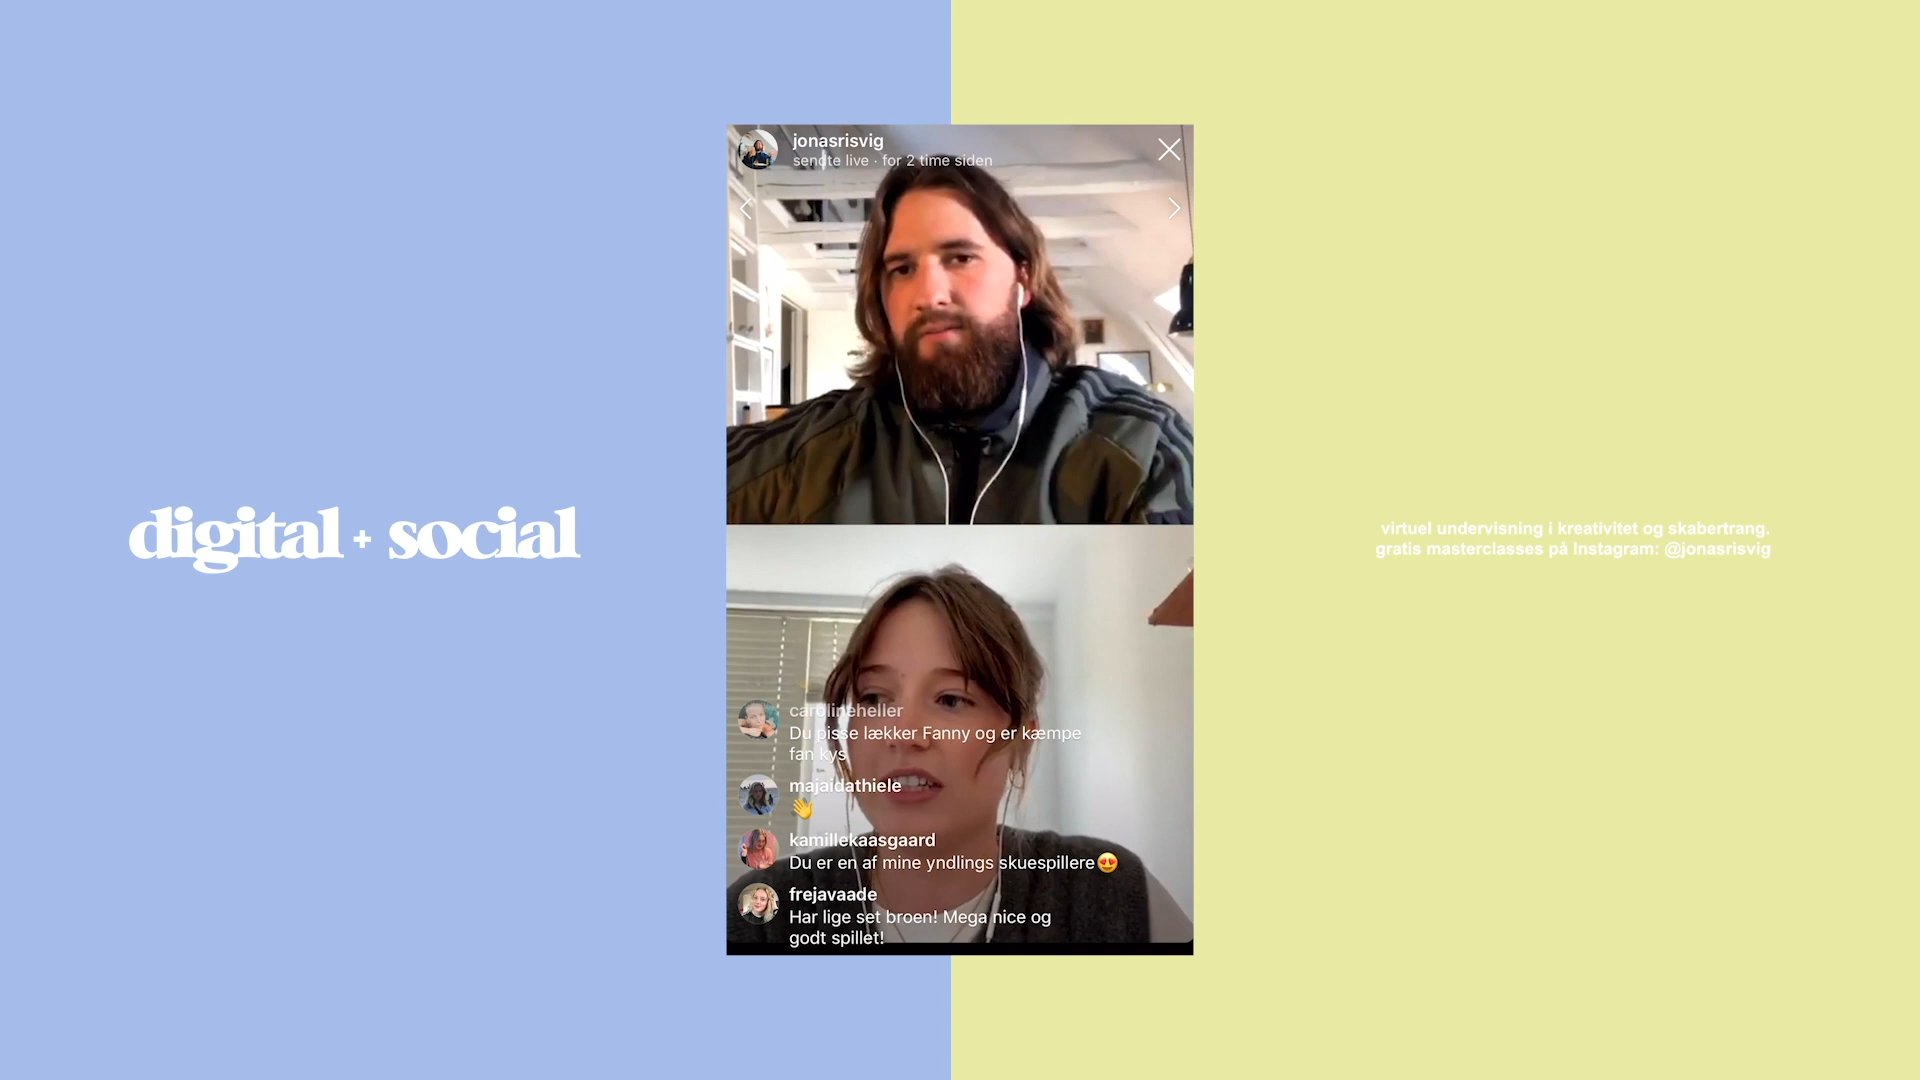 digital + social
jonasrisvig
sendte live · for 2 time siden
carolineheller
Du pisse lækker Fanny og er kæmpe
fan kys
majaidathiele
👋
kamillekaasgaard
Du er en af mine yndlings skuespillere😍
frejavaade
Har lige set broen! Mega nice og
godt spillet!
virtuel undervisning i kreativitet og skabertrang.
gratis masterclasses på Instagram: @jonasrisvig